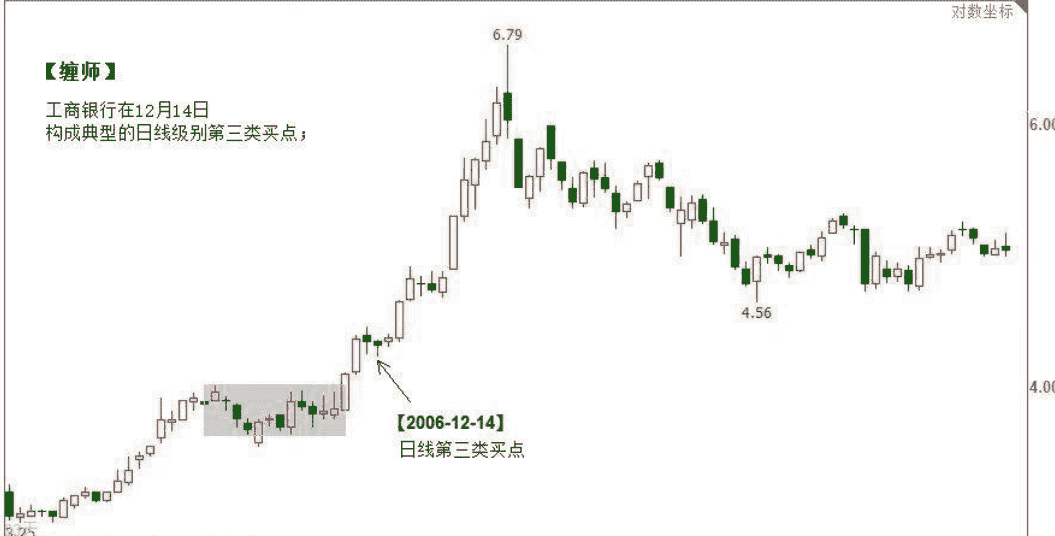 对数坐标
6.79
【缠师】
工商银行在12月14日
构成典型的日线级别第三类买点；
6.00
4.56
4.00
【2006-12-14】
日线第三类买点